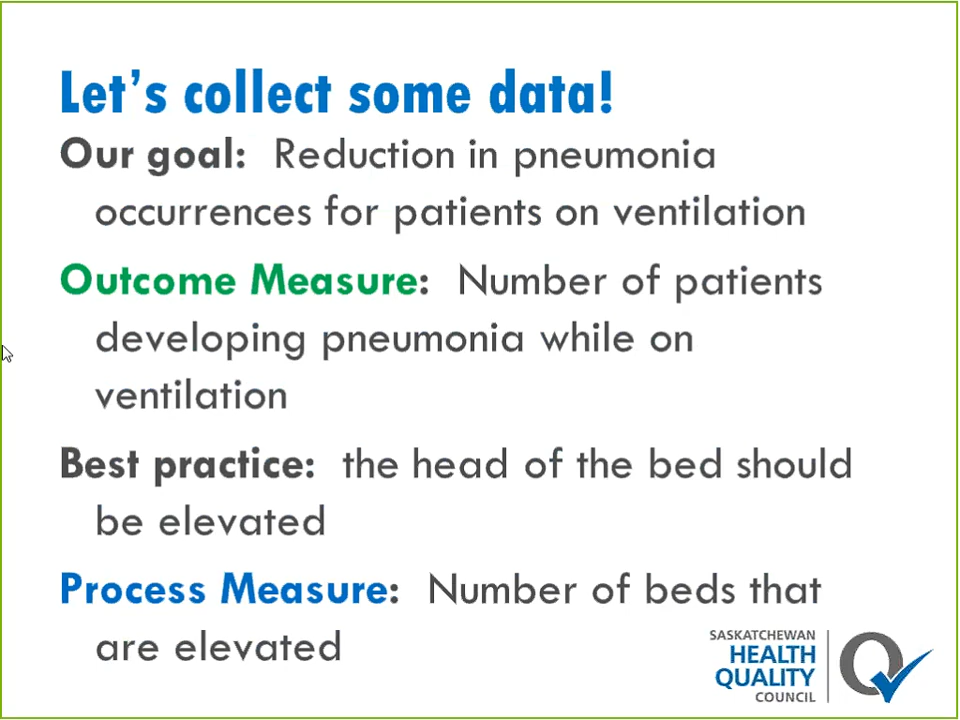 Let's collect some data!
Our goal: Reduction in pneumonia
occurrences for patients on ventilation
Outcome Measure: Number of patients
developing pneumonia while on
ventilation
Best practice: the head of the bed should
be elevated
Process Measure: Number of beds that
are elevated
SASKATCHEWAN
HEALTH
QUALITY
COUNCIL
Q